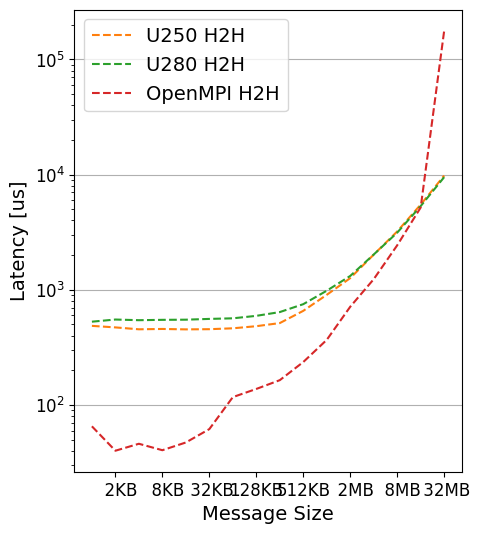 U250 H2H
U280 H2H
OpenMPI H2H
10^5
10^4
10^3
10^2
Latency [us]
2KB 8KB 32KB 128KB 512KB 2MB 8MB 32MB
Message Size